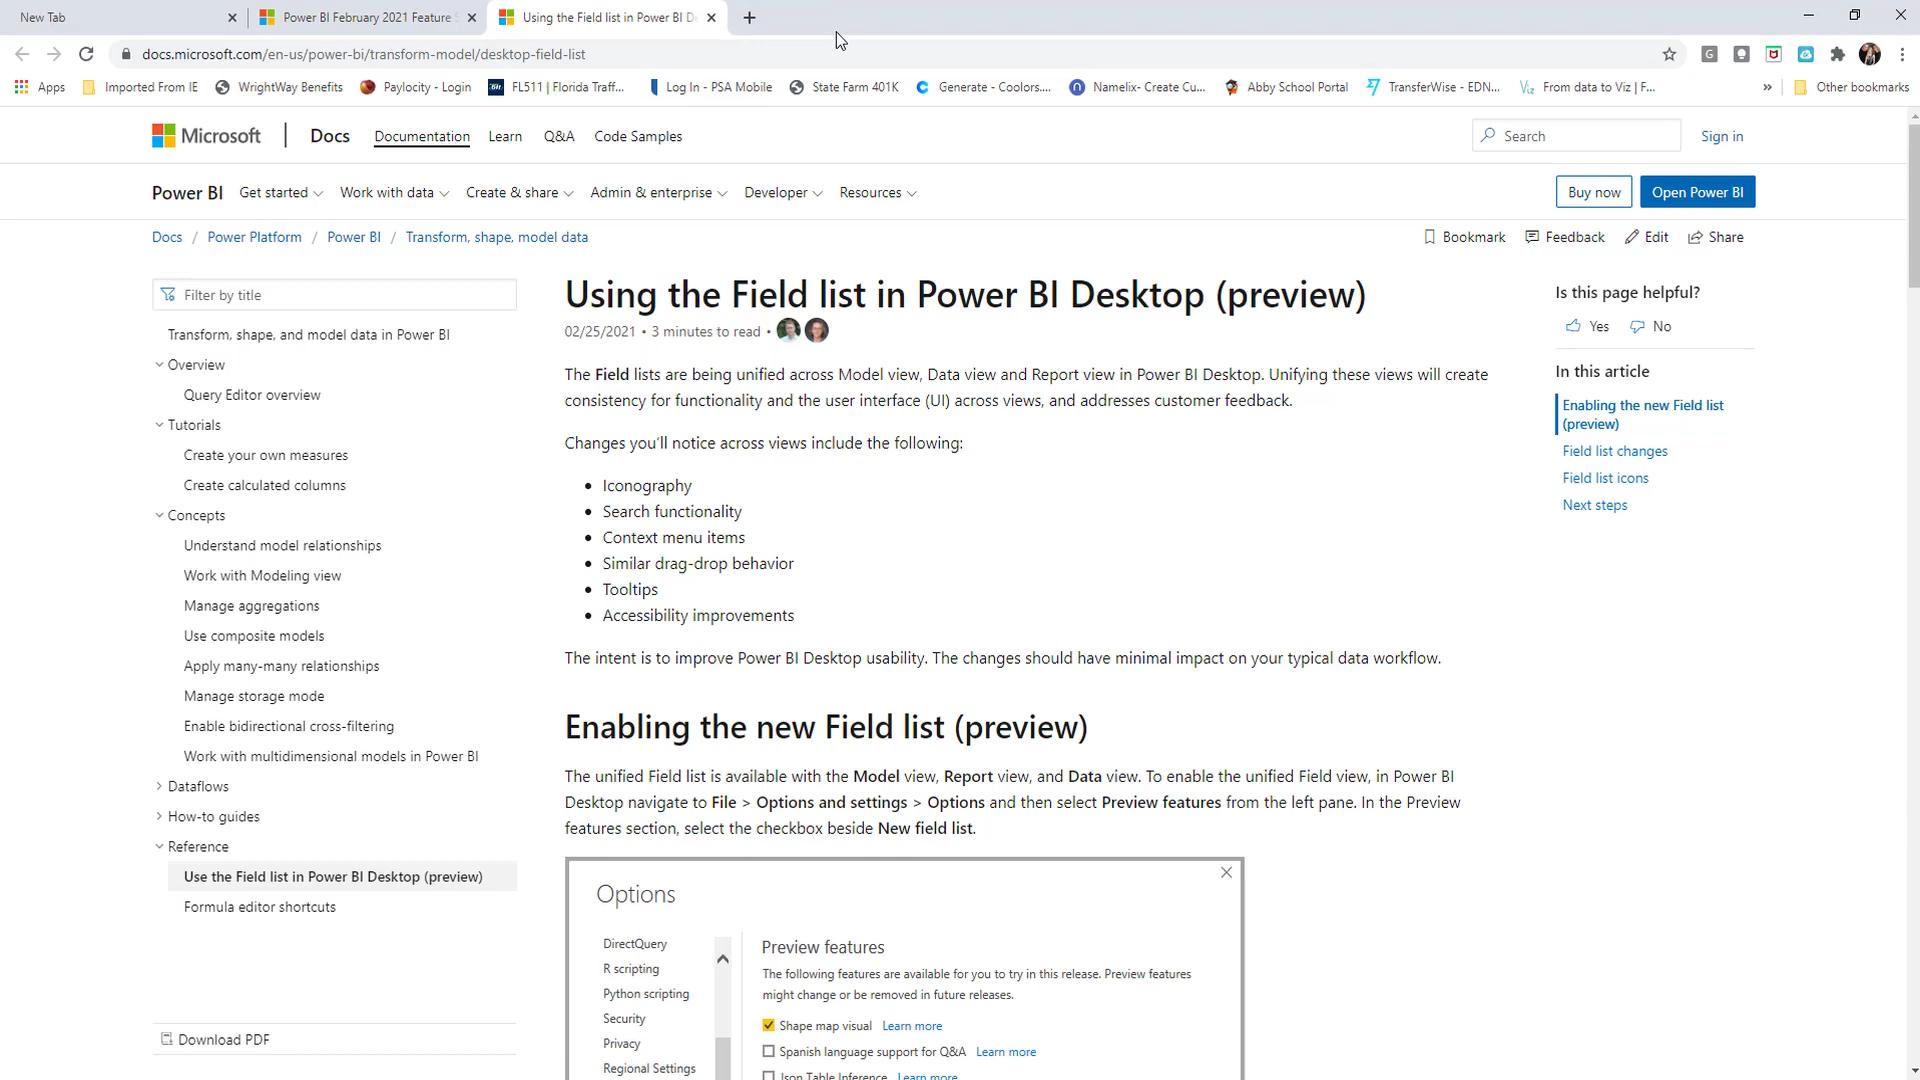 New Tab
Power BI February 2021 Feature S
Using the Field list in Power BI De
docs.microsoft.com/en-us/power-bi/transform-model/desktop-field-list
Apps
Imported From IE
WrightWay Benefits
Paylocity - Login
FL511 | Florida Traff...
Log In - PSA Mobile
State Farm 401K
Generate - Coolors....
Namelix- Create Cu...
Abby School Portal
TransferWise - EDN...
From data to Viz | F...
»
Other bookmarks
Microsoft
Docs
Documentation
Learn
Q&A
Code Samples
Search
Sign in
Power BI
Get started
Work with data
Create & share
Admin & enterprise
Developer
Resources
Buy now
Open Power BI
Docs / Power Platform / Power BI / Transform, shape, model data
Bookmark
Feedback
Edit
Share
Filter by title
Transform, shape, and model data in Power BI
Overview
Query Editor overview
Tutorials
Create your own measures
Create calculated columns
Concepts
Understand model relationships
Work with Modeling view
Manage aggregations
Use composite models
Apply many-many relationships
Manage storage mode
Enable bidirectional cross-filtering
Work with multidimensional models in Power BI
Dataflows
How-to guides
Reference
Use the Field list in Power BI Desktop (preview)
Formula editor shortcuts
Download PDF
Using the Field list in Power BI Desktop (preview)
02/25/2021 • 3 minutes to read •
The Field lists are being unified across Model view, Data view and Report view in Power BI Desktop. Unifying these views will create
consistency for functionality and the user interface (UI) across views, and addresses customer feedback.
Changes you'll notice across views include the following:
• Iconography
• Search functionality
• Context menu items
• Similar drag-drop behavior
• Tooltips
• Accessibility improvements
The intent is to improve Power BI Desktop usability. The changes should have minimal impact on your typical data workflow.
Enabling the new Field list (preview)
The unified Field list is available with the Model view, Report view, and Data view. To enable the unified Field view, in Power BI
Desktop navigate to File > Options and settings > Options and then select Preview features from the left pane. In the Preview
features section, select the checkbox beside New field list.
Options
DirectQuery
R scripting
Python scripting
Security
Privacy
Regional Settings
Preview features
The following features are available for you to try in this release. Preview features
might change or be removed in future releases.
Shape map visual Learn more
Spanish language support for Q&A Learn more
Json Table Inference Learn more
Is this page helpful?
Yes
No
In this article
Enabling the new Field list
(preview)
Field list changes
Field list icons
Next steps